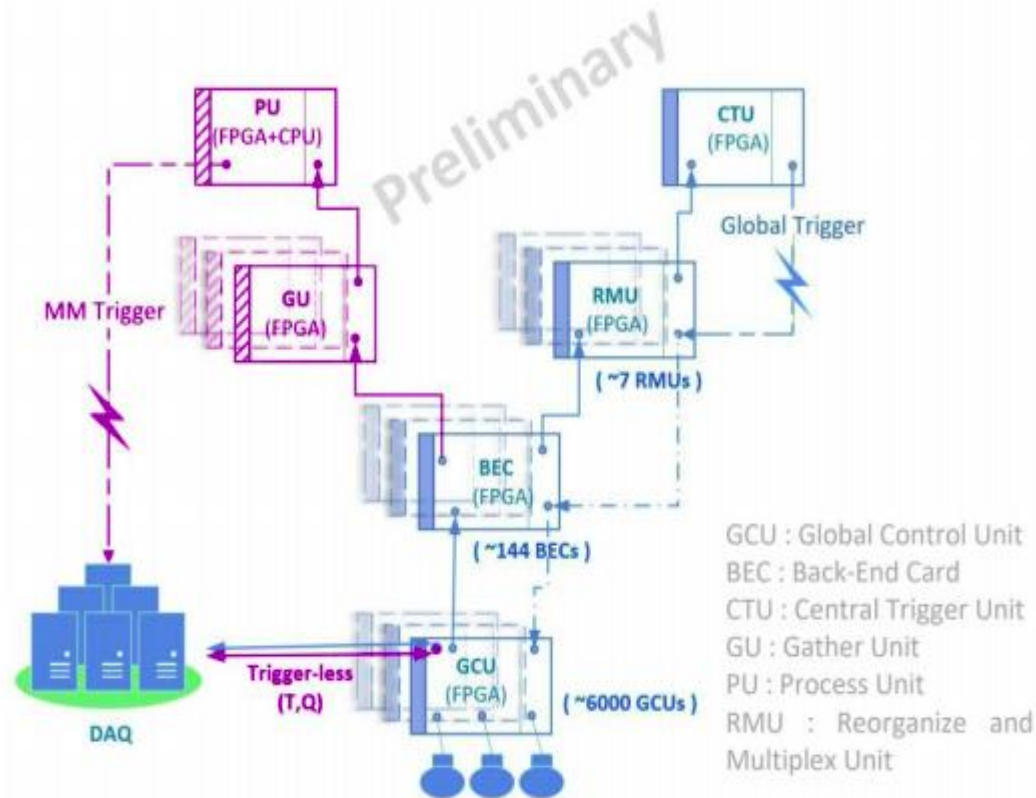 Preliminary
PU
(FPGA+CPU)
CTU
(FPGA)
Global Trigger
MM Trigger
GU
(FPGA)
RMU
(FPGA)
( ~7 RMUs )
BEC
(FPGA)
( ~144 BECs )
GCU
(FPGA)
( ~6000 GCUs )
Trigger-less
(T,Q)
DAQ
GCU : Global Control Unit
BEC : Back-End Card
CTU : Central Trigger Unit
GU : Gather Unit
PU : Process Unit
RMU : Reorganize and
Multiplex Unit